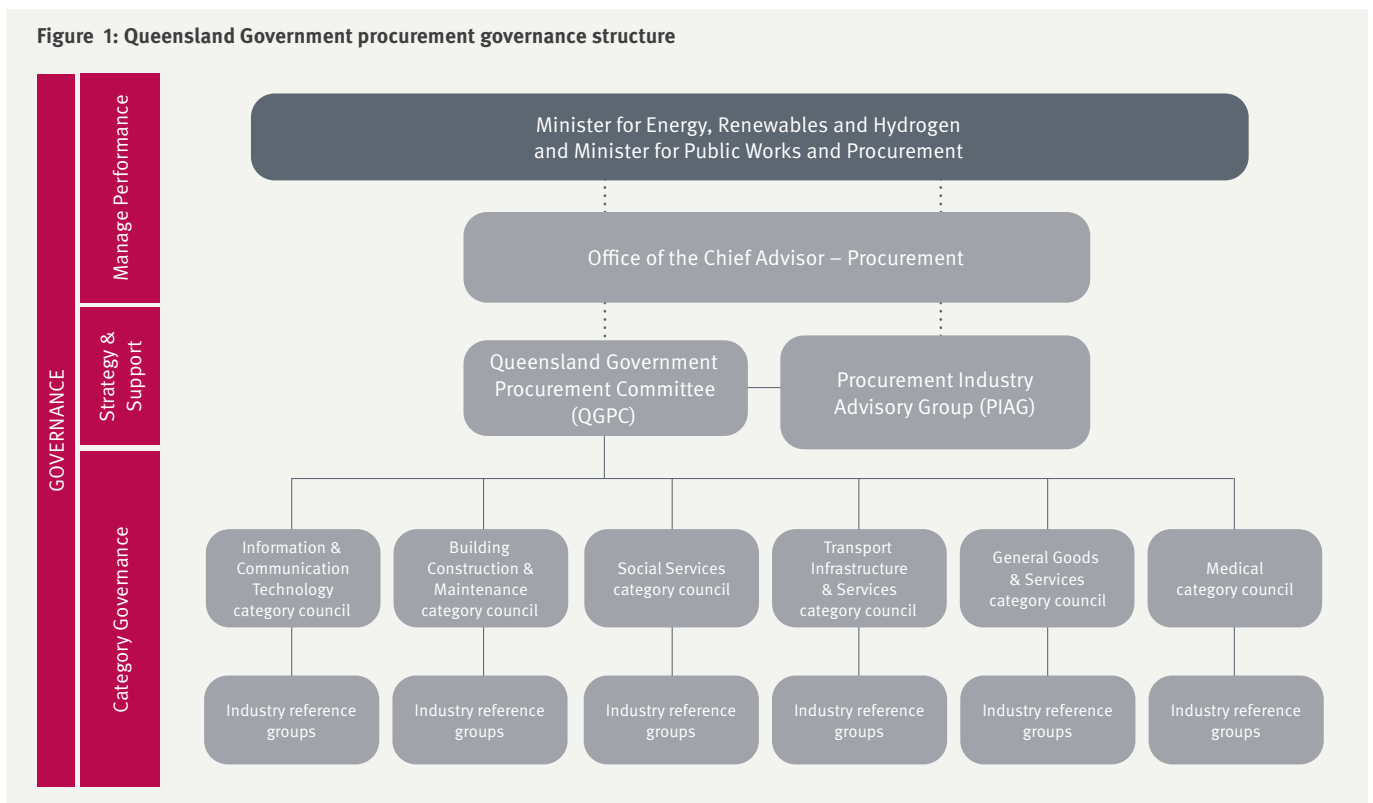 Figure 1: Queensland Government procurement governance structure
GOVERNANCE
Manage Performance
Minister for Energy, Renewables and Hydrogen
and Minister for Public Works and Procurement
Office of the Chief Advisor – Procurement
Strategy &
Support
Queensland Government
Procurement Committee
(QGPC)
Procurement Industry
Advisory Group (PIAG)
Category Governance
Information &
Communication
Technology
category council
Building
Construction &
Maintenance
category council
Social Services
category council
Transport
Infrastructure
& Services
category council
General Goods
& Services
category council
Medical
category council
Industry reference
groups
Industry reference
groups
Industry reference
groups
Industry reference
groups
Industry reference
groups
Industry reference
groups